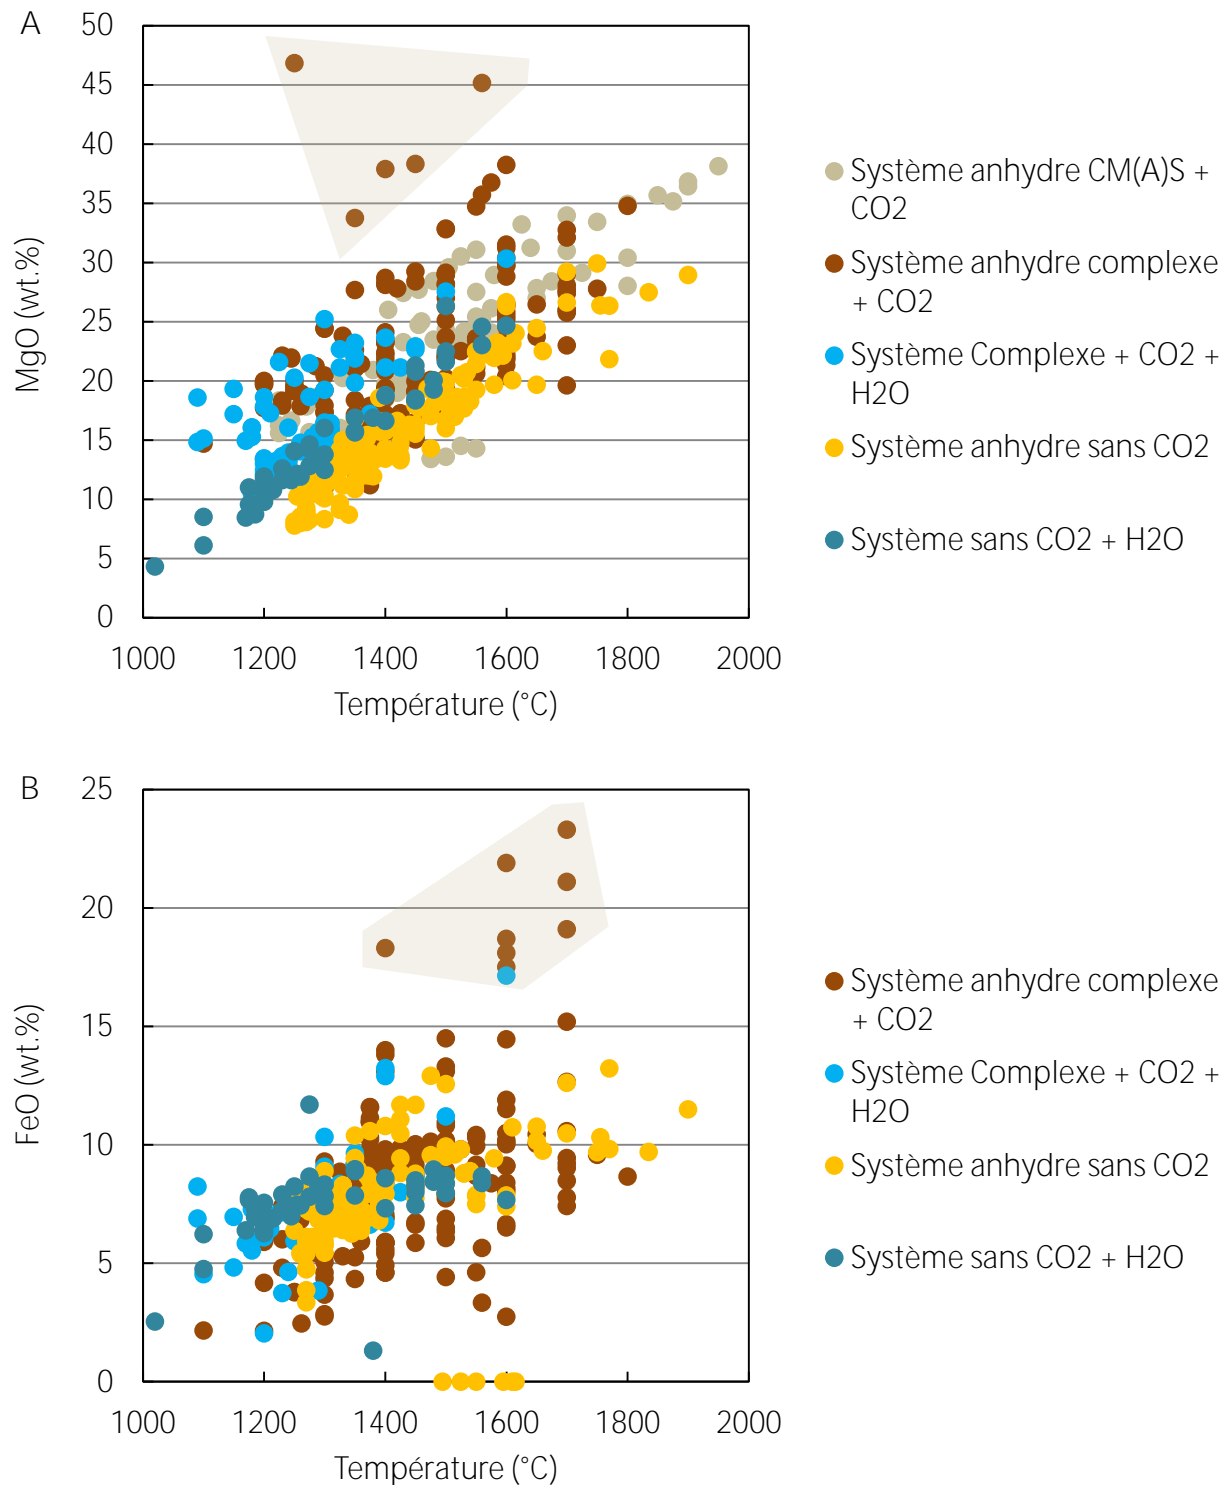 A
50
45
40
35
30
25
20
15
10
5
0
MgO (wt.%)
1000 1200 1400 1600 1800 2000
Température (°C)
Système anhydre CM(A)S +
CO2
Système anhydre complexe
+ CO2
Système Complexe + CO2 +
H2O
Système anhydre sans CO2
Système sans CO2 + H2O
B
25
20
15
10
5
0
FeO (wt.%)
1000 1200 1400 1600 1800 2000
Température (°C)
Système anhydre complexe
+ CO2
Système Complexe + CO2 +
H2O
Système anhydre sans CO2
Système sans CO2 + H2O